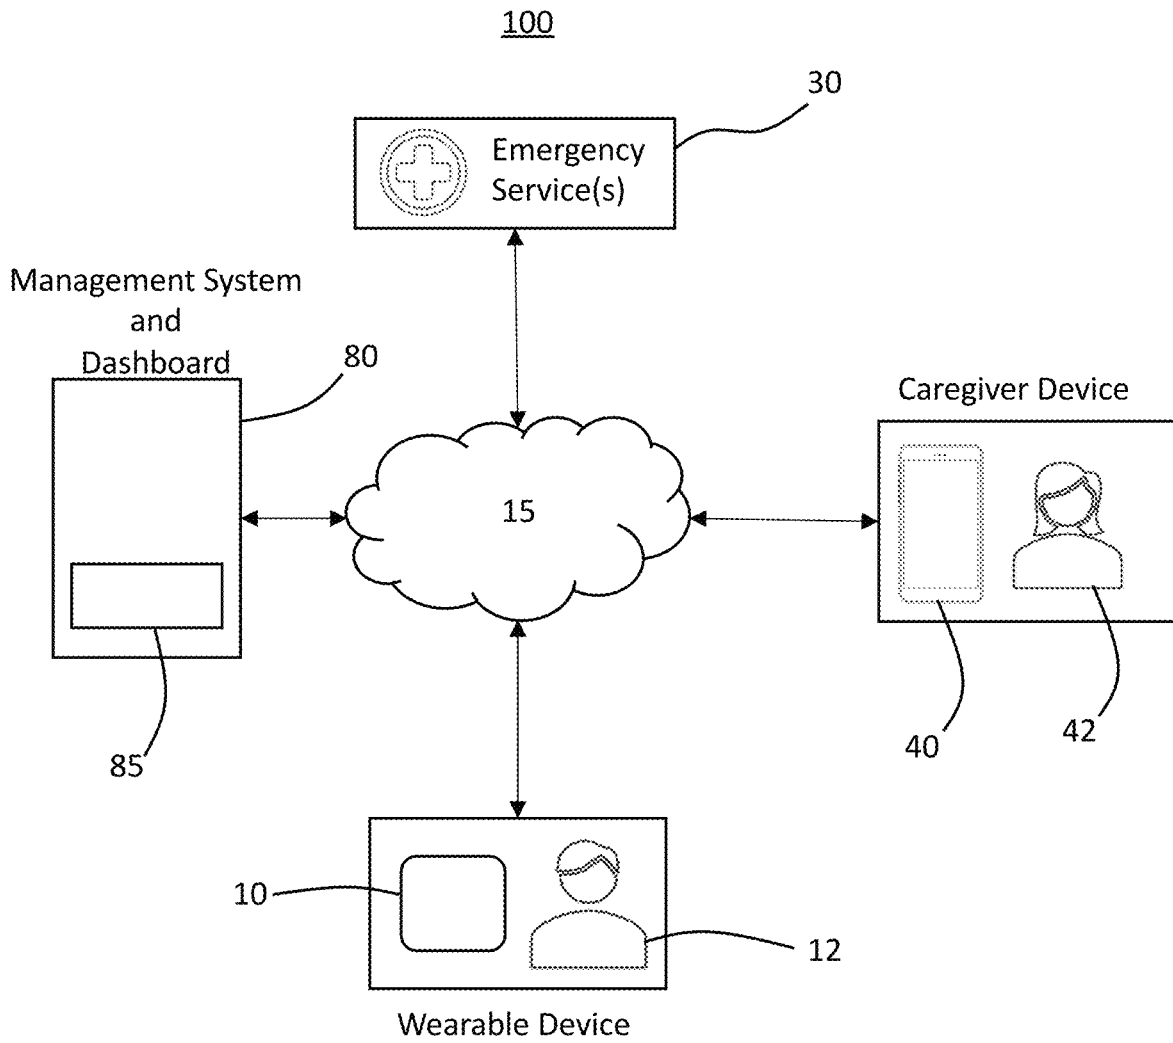 100
30
Emergency
Service(s)
Management System
and
Dashboard
80
Caregiver Device
15
85
40
42
10
12
Wearable Device